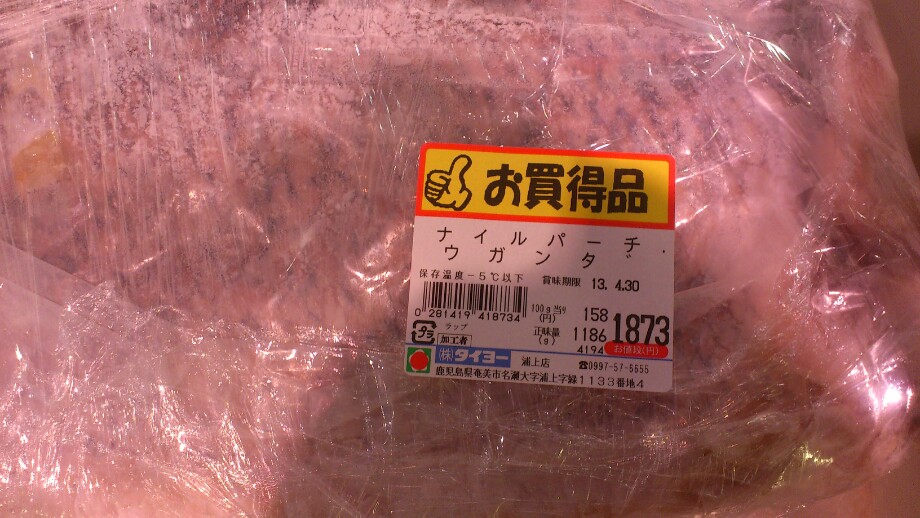 お買得品
ナイルパーチ
ウガンダ
保存温度－5℃以下 賞味期限 13. 4.30
0 281419 418734
100g当り(円) 158
正味量(g) 1186
1873
ラップ
加工者
4194 お値段(円)
(株)タイヨー 浦上店 ☎0997-57-5555
鹿児島県奄美市名瀬大字浦上字緑1133番地4